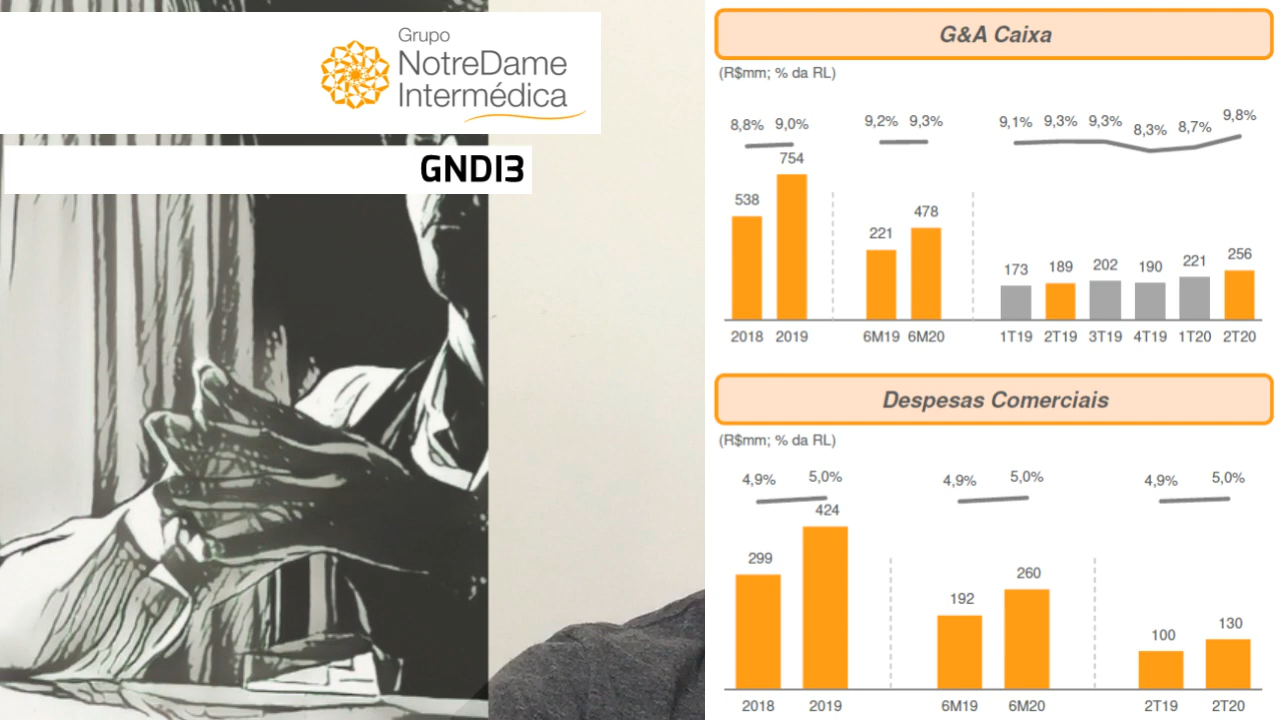 Grupo
NotreDame
Intermédica
GNDI3
G&A Caixa
(R$mm; % da RL)
8,8% 9,0% 9,2% 9,3% 9,1% 9,3% 9,3% 8,3% 8,7% 9,8%
538 754 221 478 173 189 202 190 221 256
2018 2019 6M19 6M20 1T19 2T19 3T19 4T19 1T20 2T20
Despesas Comerciais
(R$mm; % da RL)
4,9% 5,0% 4,9% 5,0% 4,9% 5,0%
299 424 192 260 100 130
2018 2019 6M19 6M20 2T19 2T20